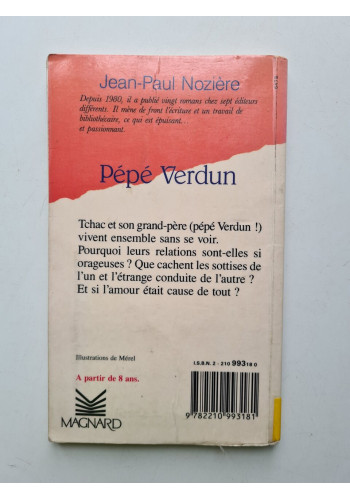 Jean-Paul Nozière
Depuis 1980, il a publié vingt romans chez sept éditeurs
différents. Il mène de front l'écriture et un travail de
bibliothécaire, ce qui est épuisant...
et passionnant.
Pépé Verdun
Tchac et son grand-père (pépé Verdun !)
vivent ensemble sans se voir.
Pourquoi leurs relations sont-elles si
orageuses ? Que cachent les sottises de
l'un et l'étrange conduite de l'autre ?
Et si l'amour était cause de tout ?
Illustrations de Mérel
I.S.B.N. 2 - 210 99318 0
A partir de 8 ans.
MAGNARD
9 782210 993181